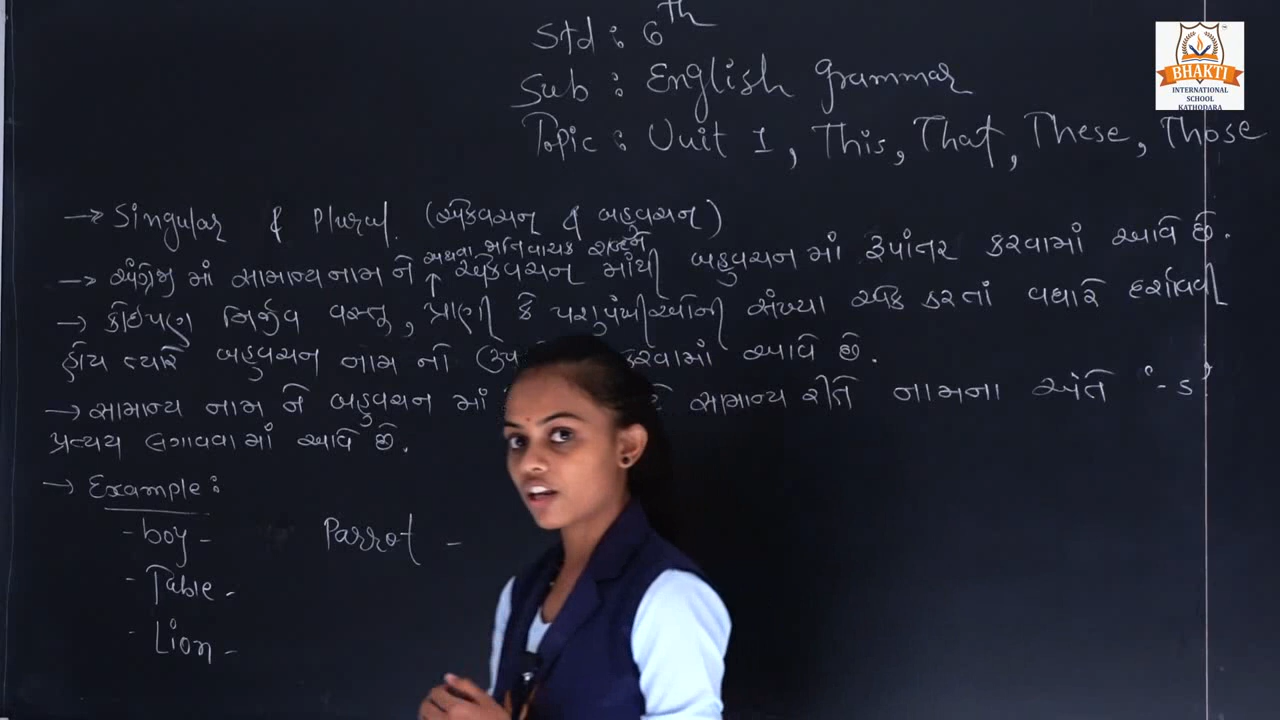 Std : 6th
Sub : English grammar
Topic : Unit 1, This, That, These, Those
BHAKTI
INTERNATIONAL
SCHOOL
KATHODARA
→ Singular & Plural (એકવચન & બહુવચન)
અથવા જાતિવાચક શબ્દને
→ અંગ્રેજી માં સામાન્ય નામ ને ↑ એકવચન માંથી બહુવચન માં રૂપાંતર કરવામાં આવે છે.
→ કોઈપણ નિર્જીવ વસ્તુ, પ્રાણી કે પશુપંખીઓની સંખ્યા એક કરતાં વધારે દર્શાવવી
હોય ત્યારે બહુવચન નામ નો કરવામાં આવે છે.
→ સામાન્ય નામ ને બહુવચન માં સામાન્ય રીતે નામના અંતે '-s'
પ્રત્યય લગાવવામાં આવે છે.
→ Example :
- boy - Parrot -
- Table -
- Lion -